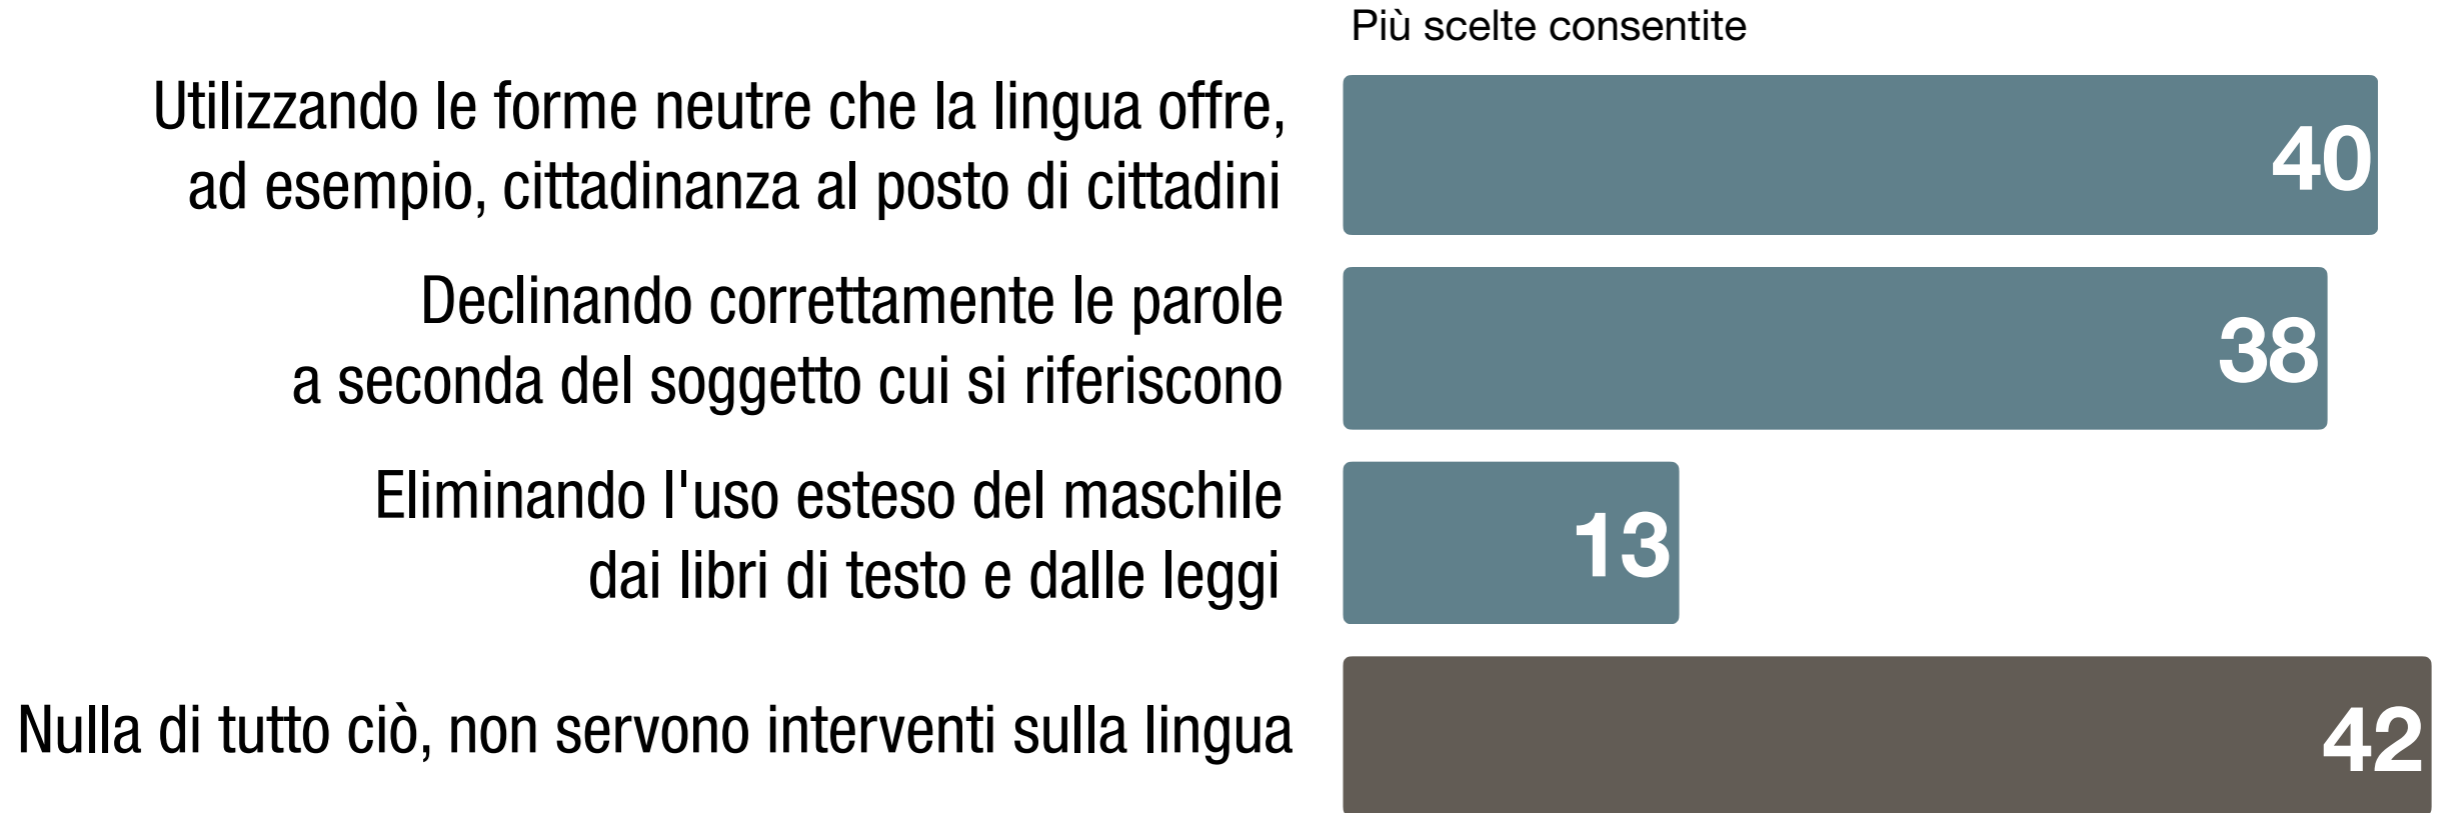 Più scelte consentite
Utilizzando le forme neutre che la lingua offre,
ad esempio, cittadinanza al posto di cittadini
40
Declinando correttamente le parole
a seconda del soggetto cui si riferiscono
38
Eliminando l'uso esteso del maschile
dai libri di testo e dalle leggi
13
Nulla di tutto ciò, non servono interventi sulla lingua
42